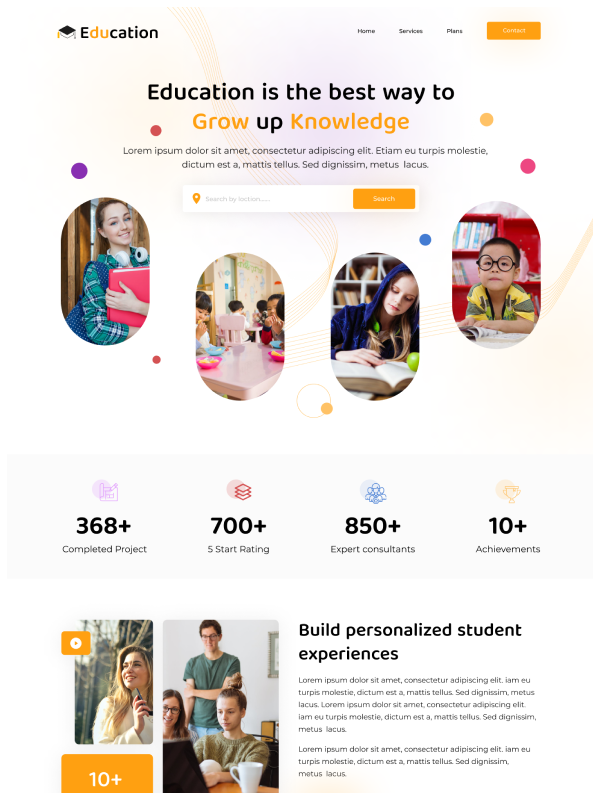 Education
Home Services Plans Contact
Education is the best way to
Grow up Knowledge
Lorem ipsum dolor sit amet, consectetur adipiscing elit. Etiam eu turpis molestie,
dictum est a, mattis tellus. Sed dignissim, metus lacus.
Search by loction...... Search
368+ 700+ 850+ 10+
Completed Project 5 Start Rating Expert consultants Achievements
Build personalized student
experiences
Lorem ipsum dolor sit amet, consectetur adipiscing elit. iam eu
turpis molestie, dictum est a, mattis tellus. Sed dignissim, metus
lacus. Lorem ipsum dolor sit amet, consectetur adipiscing elit.
iam eu turpis molestie, dictum est a, mattis tellus. Sed dignissim,
metus lacus.
Lorem ipsum dolor sit amet, consectetur adipiscing elit. iam eu
turpis molestie, dictum est a, mattis tellus. Sed dignissim,
metus lacus.
10+